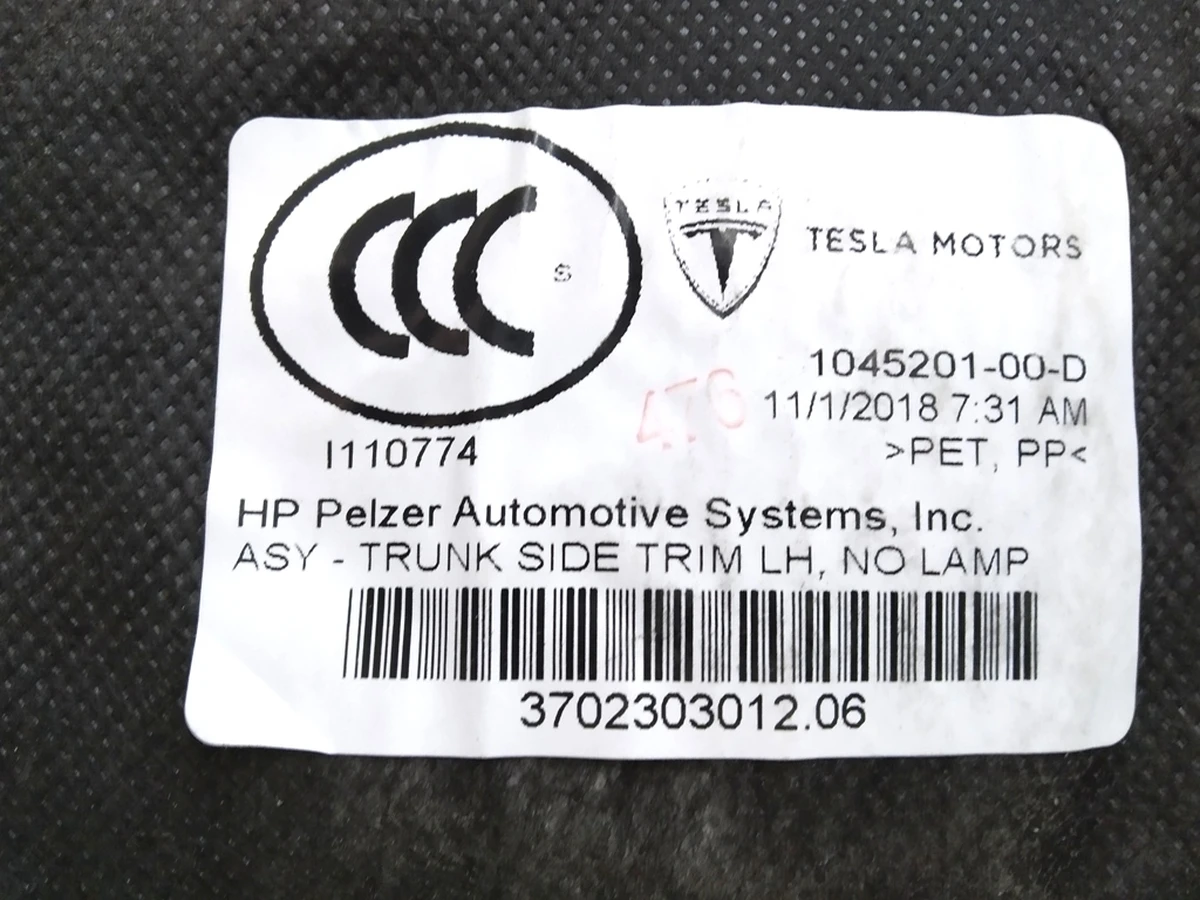 CCC
S
TESLA
TESLA MOTORS
1045201-00-D
476
11/1/2018 7:31 AM
I110774
>PET, PP<
HP Pelzer Automotive Systems, Inc.
ASY - TRUNK SIDE TRIM LH, NO LAMP
3702303012.06